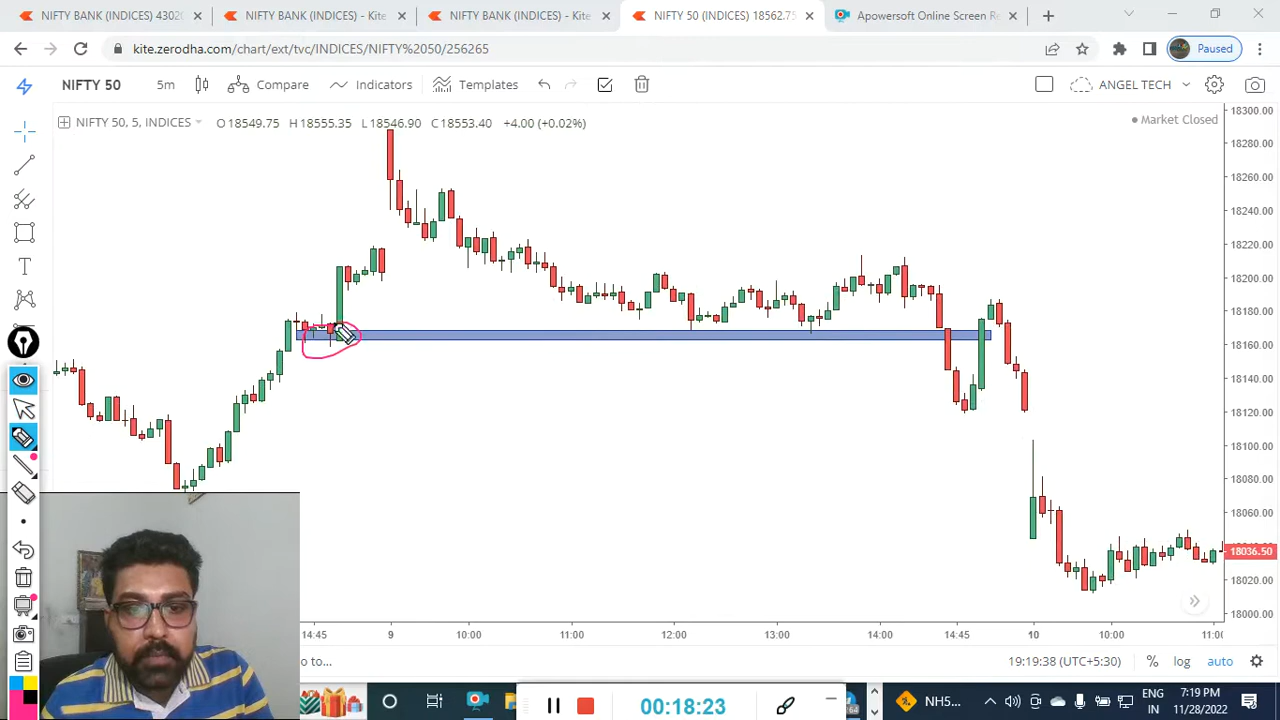 NIFTY BANK (INDICES) 43020
NIFTY BANK (INDICES) - Kite
NIFTY BANK (INDICES) - Kite
NIFTY 50 (INDICES) 18562.75
Apowersoft Online Screen Re
kite.zerodha.com/chart/ext/tvc/INDICES/NIFTY%2050/256265
Paused
NIFTY 50
5m
Compare
Indicators
Templates
ANGEL TECH
NIFTY 50, 5, INDICES
O18549.75 H18555.35 L18546.90 C18553.40 +4.00 (+0.02%)
Market Closed
18300.00
18280.00
18260.00
18240.00
18220.00
18200.00
18180.00
18160.00
18140.00
18120.00
18100.00
18080.00
18060.00
18036.50
18020.00
18000.00
14:45 9 10:00 11:00 12:00 13:00 14:00 14:45 10 10:00 11:00
o to...
19:19:38 (UTC+5:30) % log auto
00:18:23
NH5...
ENG
IN
7:19 PM
11/28/2022